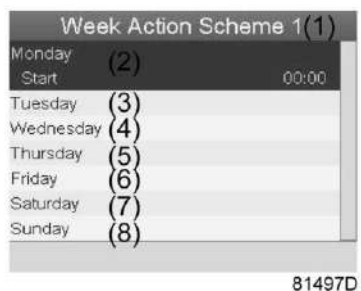 Week Action Scheme 1(1)
Monday (2)
Start 00:00
Tuesday (3)
Wednesday (4)
Thursday (5)
Friday (6)
Saturday (7)
Sunday (8)
81497D